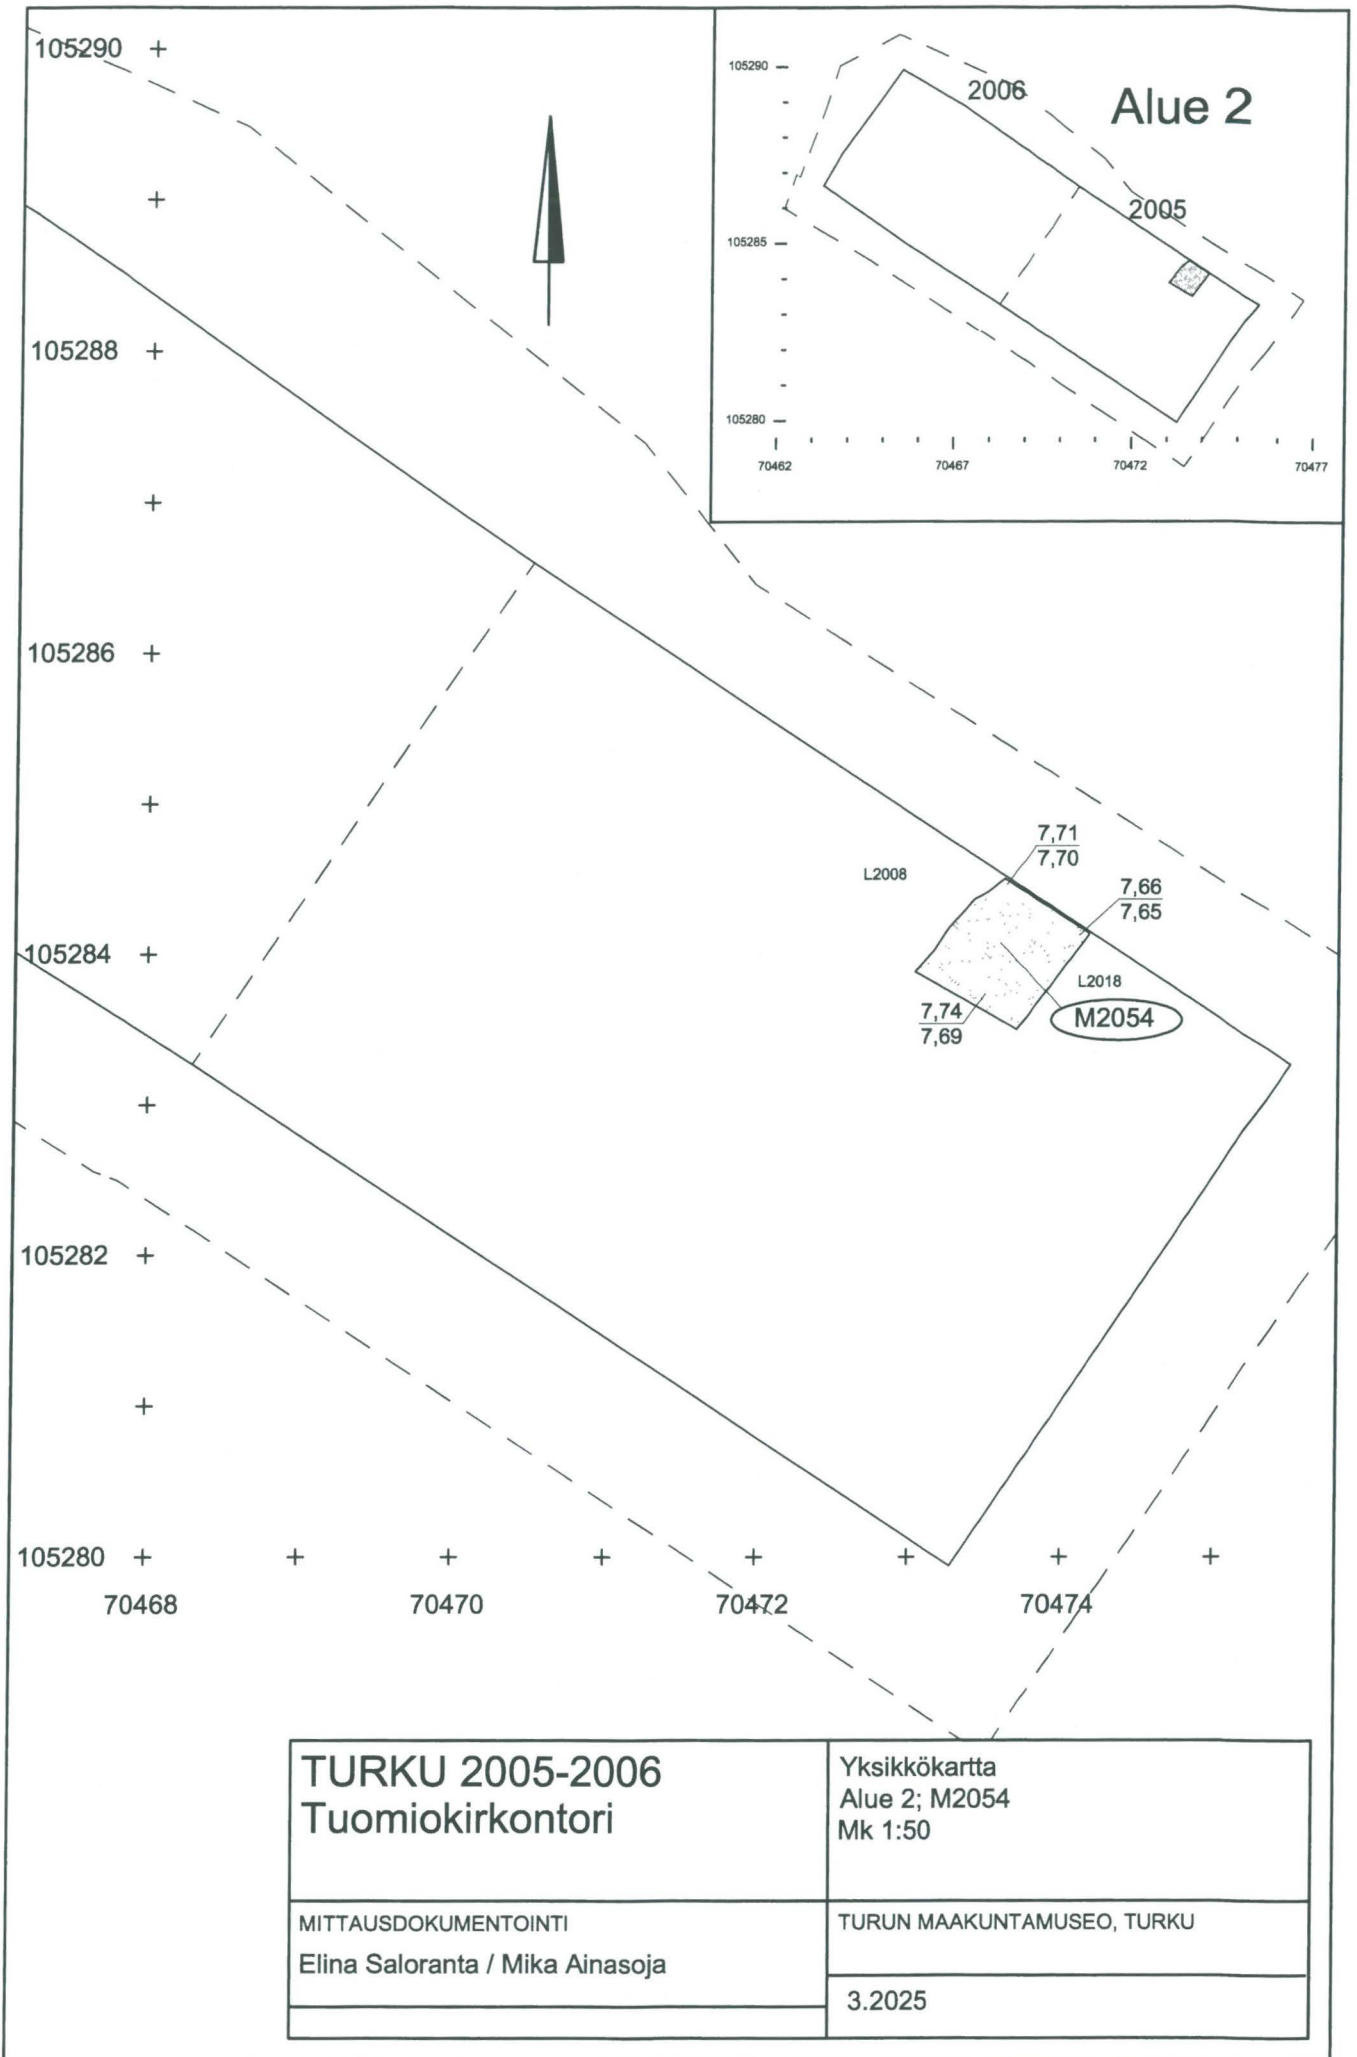 105290
105288
105286
105284
105282
105280
70468
70470
70472
70474
Alue 2
2006
2005
105290
105285
105280
70462
70467
70472
70477
7,71
7,70
L2008
7,66
7,65
L2018
M2054
7,74
7,69
TURKU 2005-2006
Tuomiokirkontori
Yksikkökartta
Alue 2; M2054
Mk 1:50
MITTAUSDOKUMENTOINTI
Elina Saloranta / Mika Ainasoja
TURUN MAAKUNTAMUSEO, TURKU
3.2025